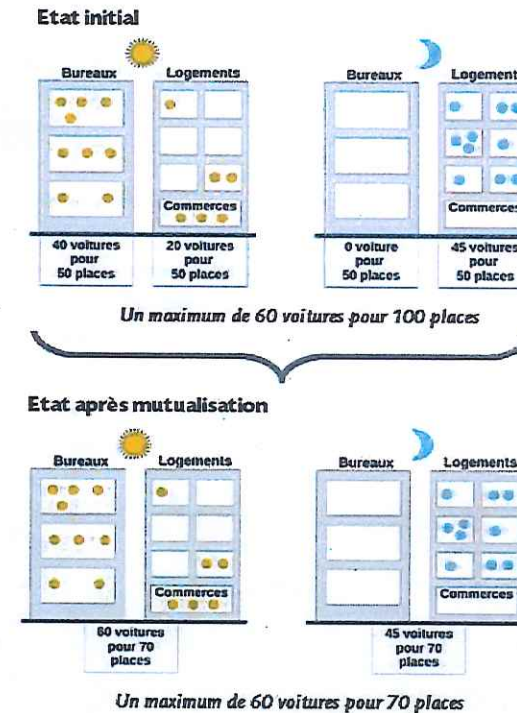 Etat initial
Bureaux
Logements
Commerces
40 voitures
pour
50 places
20 voitures
pour
50 places
Bureaux
Logements
Commerces
0 voiture
pour
50 places
45 voitures
pour
50 places
Un maximum de 60 voitures pour 100 places
Etat après mutualisation
Bureaux
Logements
Commerces
60 voitures
pour 70
places
Bureaux
Logements
Commerces
45 voitures
pour 70
places
Un maximum de 60 voitures pour 70 places